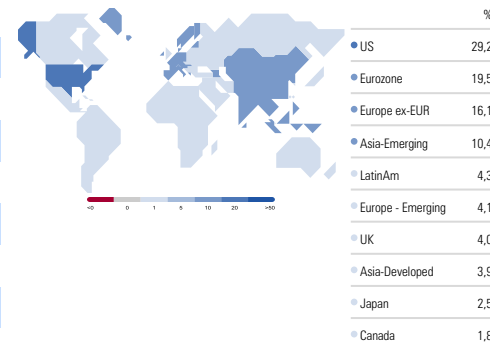 %
US 29,2
Eurozone 19,5
Europe ex-EUR 16,1
Asia-Emerging 10,4
LatinAm 4,3
Europe - Emerging 4,1
UK 4,0
Asia-Developed 3,9
Japan 2,5
Canada 1,8
<0 0 1 5 10 20 >50